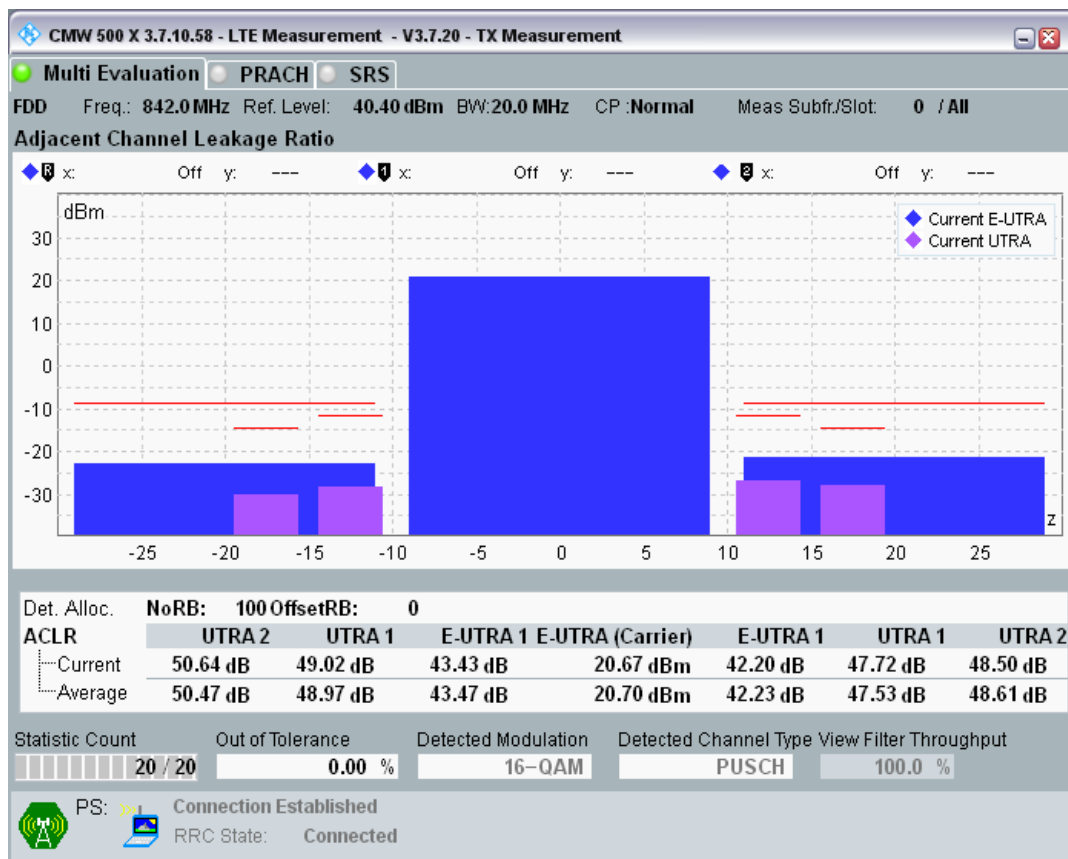 CMW 500 X 3.7.10.58 - LTE Measurement - V3.7.20 - TX Measurement
Multi Evaluation PRACH SRS
FDD Freq.: 842.0 MHz Ref. Level: 40.40 dBm BW:20.0 MHz CP :Normal Meas Subfr./Slot: 0 / All
Adjacent Channel Leakage Ratio
R x: Off y: --- 1 x: Off y: --- 2 x: Off y: ---
dBm
Current E-UTRA
Current UTRA
30
20
10
0
-10
-20
-30
z
-25 -20 -15 -10 -5 0 5 10 15 20 25
Det. Alloc. NoRB: 100 OffsetRB: 0
ACLR UTRA 2 UTRA 1 E-UTRA 1 E-UTRA (Carrier) E-UTRA 1 UTRA 1 UTRA 2
Current 50.64 dB 49.02 dB 43.43 dB 20.67 dBm 42.20 dB 47.72 dB 48.50 dB
Average 50.47 dB 48.97 dB 43.47 dB 20.70 dBm 42.23 dB 47.53 dB 48.61 dB
Statistic Count Out of Tolerance Detected Modulation Detected Channel Type View Filter Throughput
20 / 20 0.00 % 16-QAM PUSCH 100.0 %
PS: Connection Established
RRC State: Connected